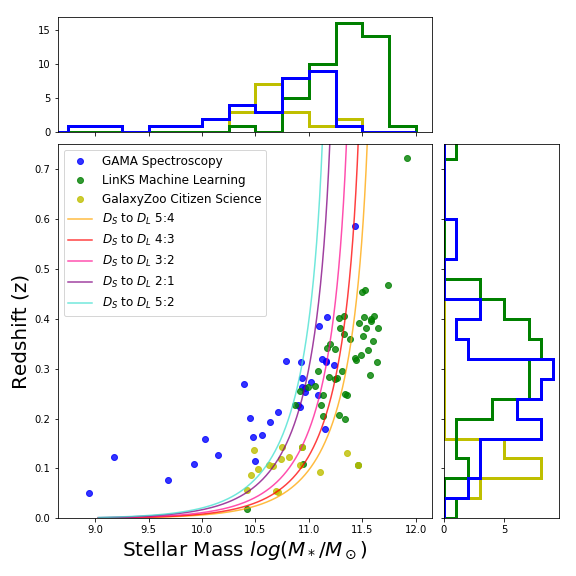 15
10
5
0
0.7
0.6
0.5
0.4
0.3
0.2
0.1
0.0
Redshift (z)
GAMA Spectroscopy
LinKS Machine Learning
GalaxyZoo Citizen Science
D_S to D_L 5:4
D_S to D_L 4:3
D_S to D_L 3:2
D_S to D_L 2:1
D_S to D_L 5:2
9.0 9.5 10.0 10.5 11.0 11.5 12.0
0 5
Stellar Mass log(M_*/M_⊙)